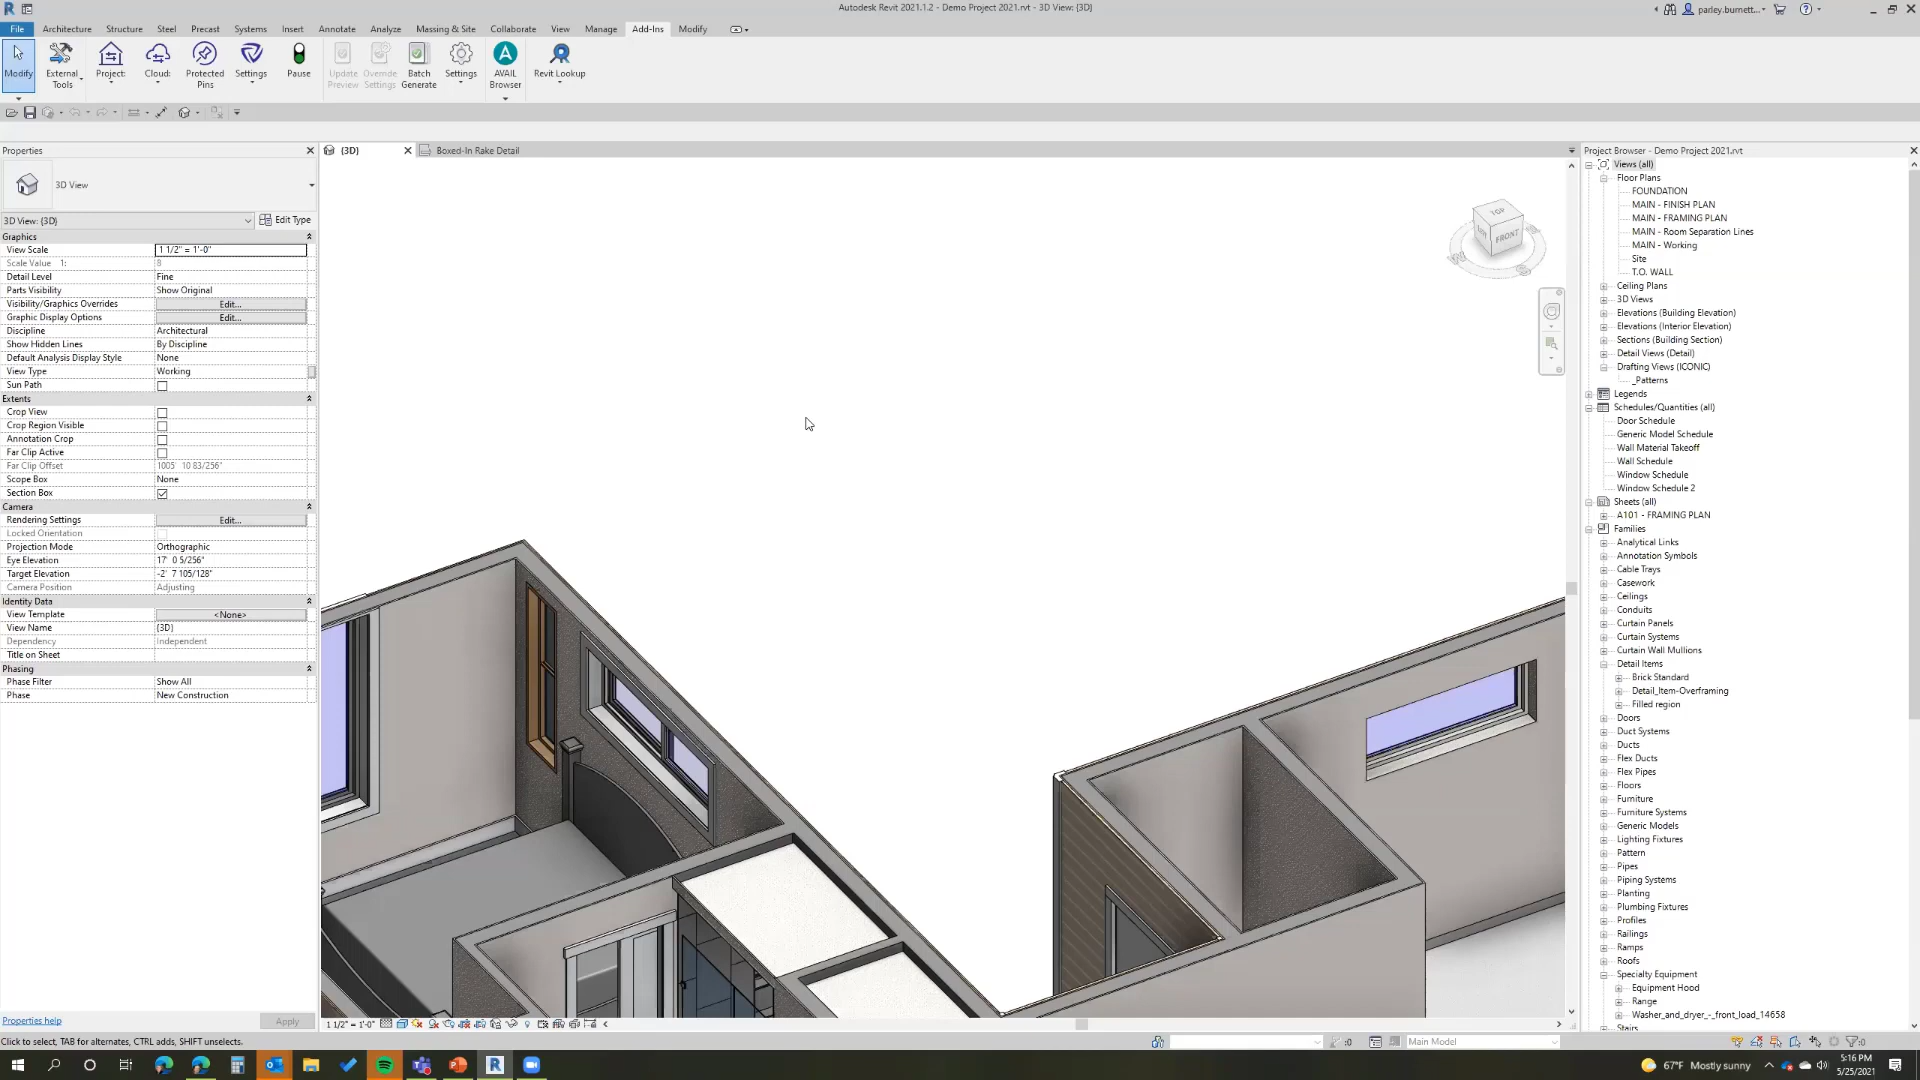 Autodesk Revit 2021.1.2 - Demo Project 2021.rvt - 3D View: {3D}
parley.burnett...
File Architecture Structure Steel Precast Systems Insert Annotate Analyze Massing & Site Collaborate View Manage Add-Ins Modify
Modify
External Tools
Project
Cloud
Protected Pins
Settings
Pause
Update Preview
Override Settings
Batch Generate
Settings
AVAIL Browser
Revit Lookup
Properties
{3D}
Boxed-In Rake Detail
Project Browser - Demo Project 2021.rvt
3D View
3D View: {3D}
Edit Type
Graphics
View Scale 1 1/2" = 1'-0"
Scale Value 1: 8
Detail Level Fine
Parts Visibility Show Original
Visibility/Graphics Overrides Edit...
Graphic Display Options Edit...
Discipline Architectural
Show Hidden Lines By Discipline
Default Analysis Display Style None
View Type Working
Sun Path
Extents
Crop View
Crop Region Visible
Annotation Crop
Far Clip Active
Far Clip Offset 1005' 10 83/256"
Scope Box None
Section Box
Camera
Rendering Settings Edit...
Locked Orientation
Projection Mode Orthographic
Eye Elevation 17' 0 5/256"
Target Elevation -2' 7 105/128"
Camera Position Adjusting
Identity Data
View Template <None>
View Name {3D}
Dependency Independent
Title on Sheet
Phasing
Phase Filter Show All
Phase New Construction
Properties help
Apply
TOP
FRONT
Views (all)
Floor Plans
FOUNDATION
MAIN - FINISH PLAN
MAIN - FRAMING PLAN
MAIN - Room Separation Lines
MAIN - Working
Site
T.O. WALL
Ceiling Plans
3D Views
Elevations (Building Elevation)
Elevations (Interior Elevation)
Sections (Building Section)
Detail Views (Detail)
Drafting Views (ICONIC)
_Patterns
Legends
Schedules/Quantities (all)
Door Schedule
Generic Model Schedule
Wall Material Takeoff
Wall Schedule
Window Schedule
Window Schedule 2
Sheets (all)
A101 - FRAMING PLAN
Families
Analytical Links
Annotation Symbols
Cable Trays
Casework
Ceilings
Conduits
Curtain Panels
Curtain Systems
Curtain Wall Mullions
Detail Items
Brick Standard
Detail_Item-Overframing
Filled region
Doors
Duct Systems
Ducts
Flex Ducts
Flex Pipes
Floors
Furniture
Furniture Systems
Generic Models
Lighting Fixtures
Pattern
Pipes
Piping Systems
Planting
Plumbing Fixtures
Profiles
Railings
Ramps
Roofs
Specialty Equipment
Equipment Hood
Range
Washer_and_dryer_-_front_load_14658
Stairs
1 1/2" = 1'-0"
Click to select, TAB for alternates, CTRL adds, SHIFT unselects.
:0
Main Model
:0
67°F Mostly sunny
5:16 PM
5/25/2021